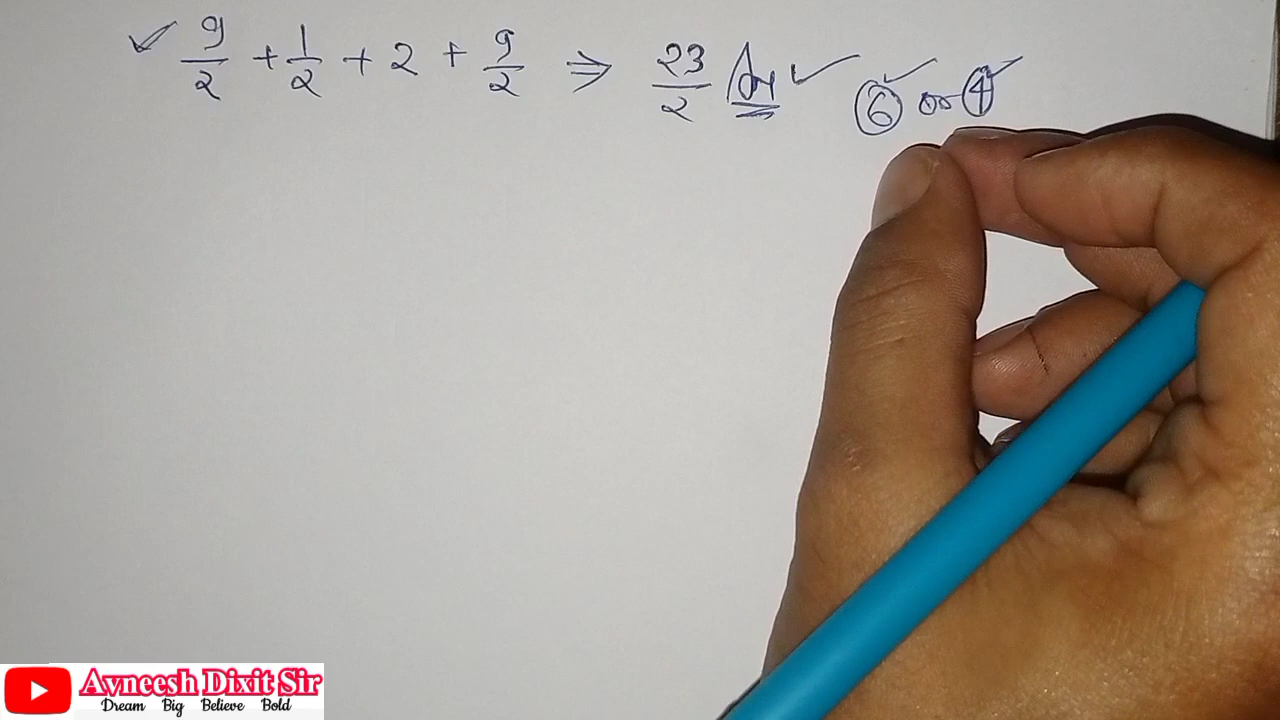 ✓ 9/2 + 1/2 + 2 + 9/2 ⇒ 23/2 Ans ✓ 6 ✓ or 4 ✓
Avneesh Dixit Sir
Dream Big Believe Bold